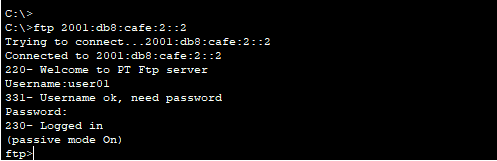 C:\>
C:\>ftp 2001:db8:cafe:2::2
Trying to connect...2001:db8:cafe:2::2
Connected to 2001:db8:cafe:2::2
220- Welcome to PT Ftp server
Username:user01
331- Username ok, need password
Password:
230- Logged in
(passive mode On)
ftp>